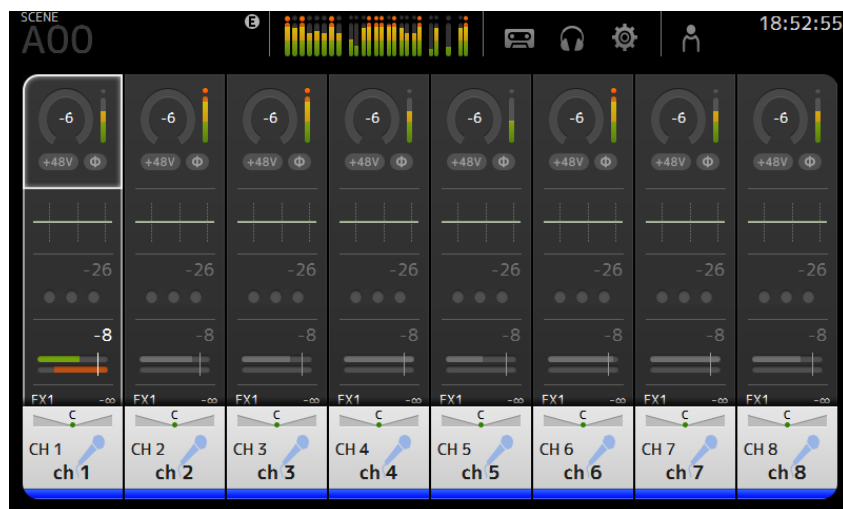 SCENE
A00
E
18:52:55
-6 -6 -6 -6 -6 -6 -6 -6
+48V Φ +48V Φ +48V Φ +48V Φ +48V Φ +48V Φ +48V Φ +48V Φ
-26 -26 -26 -26 -26 -26 -26 -26
-8 -8 -8 -8 -8 -8 -8 -8
FX1 -∞ FX1 -∞ FX1 -∞ FX1 -∞ FX1 -∞ FX1 -∞ FX1 -∞ FX1 -∞
C C C C C C C C
CH 1 CH 2 CH 3 CH 4 CH 5 CH 6 CH 7 CH 8
ch 1 ch 2 ch 3 ch 4 ch 5 ch 6 ch 7 ch 8